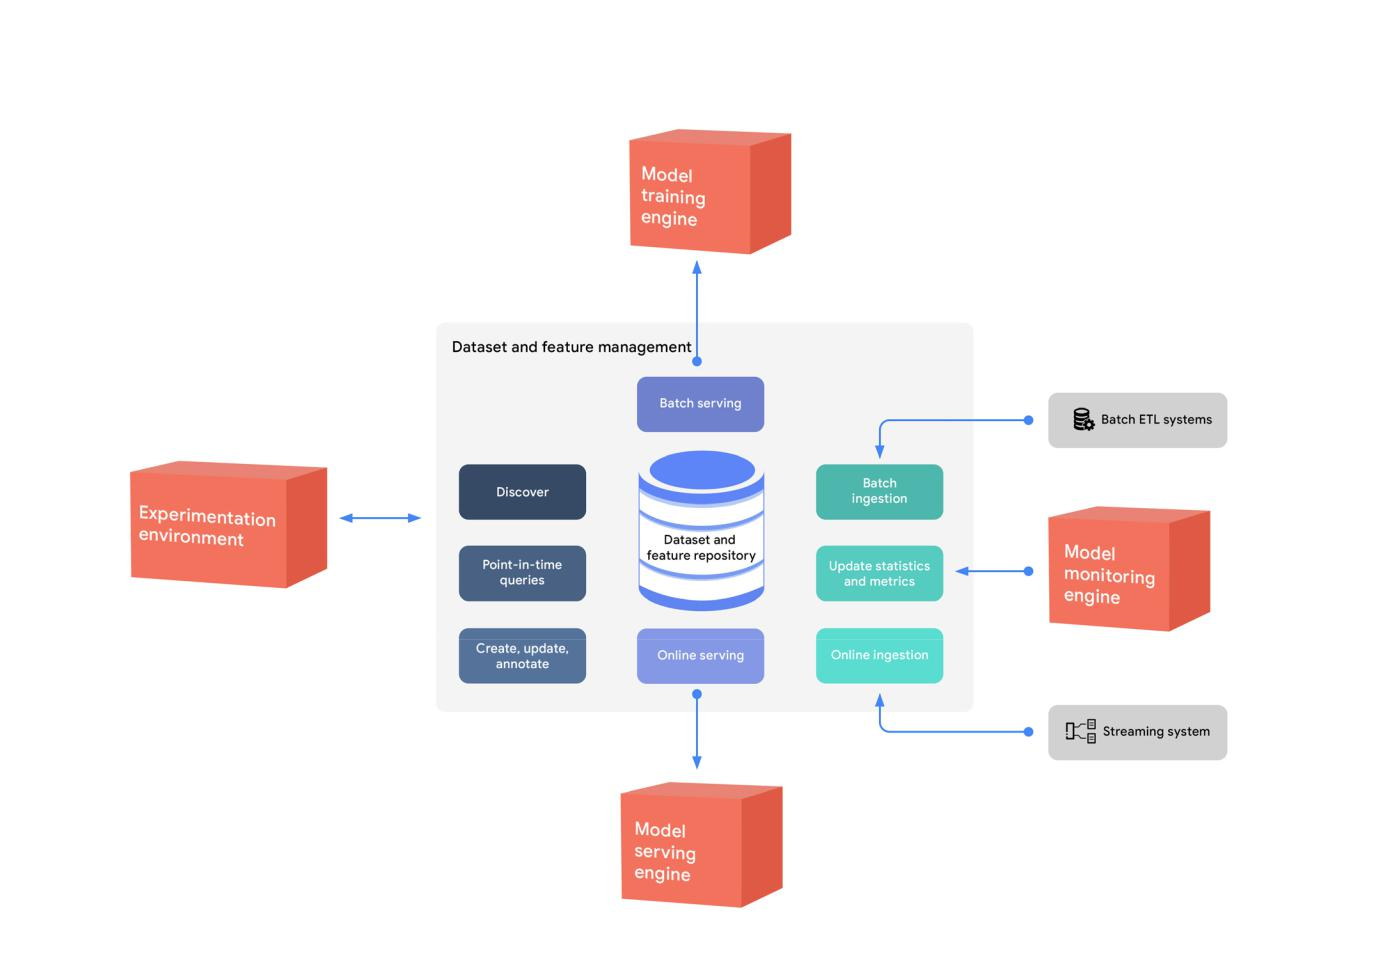 Model
training
engine
Dataset and feature management
Batch serving
Batch ETL systems
Discover
Batch
ingestion
Experimentation
environment
Dataset and
feature repository
Point-in-time
queries
Update statistics
and metrics
Model
monitoring
engine
Create, update,
annotate
Online serving
Online ingestion
Streaming system
Model
serving
engine